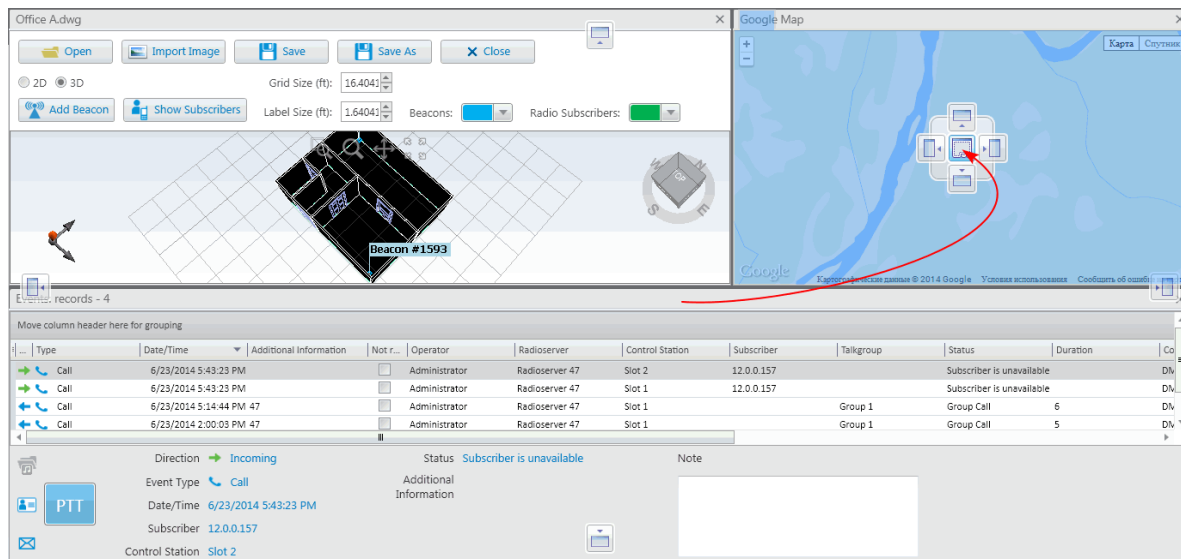 Office A.dwg
Google Map
Open Import Image Save Save As Close
2D 3D Grid Size (ft): 16.4041
Add Beacon Show Subscribers Label Size (ft): 1.64041 Beacons: Radio Subscribers:
Карта Спутник
W N
TOP
S E
Beacon #1593
Google
Картографические данные © 2014 Google Условия использования Сообщить об ошибке
records - 4
Move column header here for grouping
... Type Date/Time Additional Information Not r... Operator Radioserver Control Station Subscriber Talkgroup Status Duration Co
Call 6/23/2014 5:43:23 PM Administrator Radioserver 47 Slot 2 12.0.0.157 Subscriber is unavailable DM
Call 6/23/2014 5:43:23 PM Administrator Radioserver 47 Slot 1 12.0.0.157 Subscriber is unavailable DM
Call 6/23/2014 5:14:44 PM 47 Administrator Radioserver 47 Slot 1 Group 1 Group Call 6 DM
Call 6/23/2014 2:00:03 PM 47 Administrator Radioserver 47 Slot 1 Group 1 Group Call 5 DM
Direction Incoming Status Subscriber is unavailable Note
Event Type Call Additional
Information
PTT
Date/Time 6/23/2014 5:43:23 PM
Subscriber 12.0.0.157
Control Station Slot 2